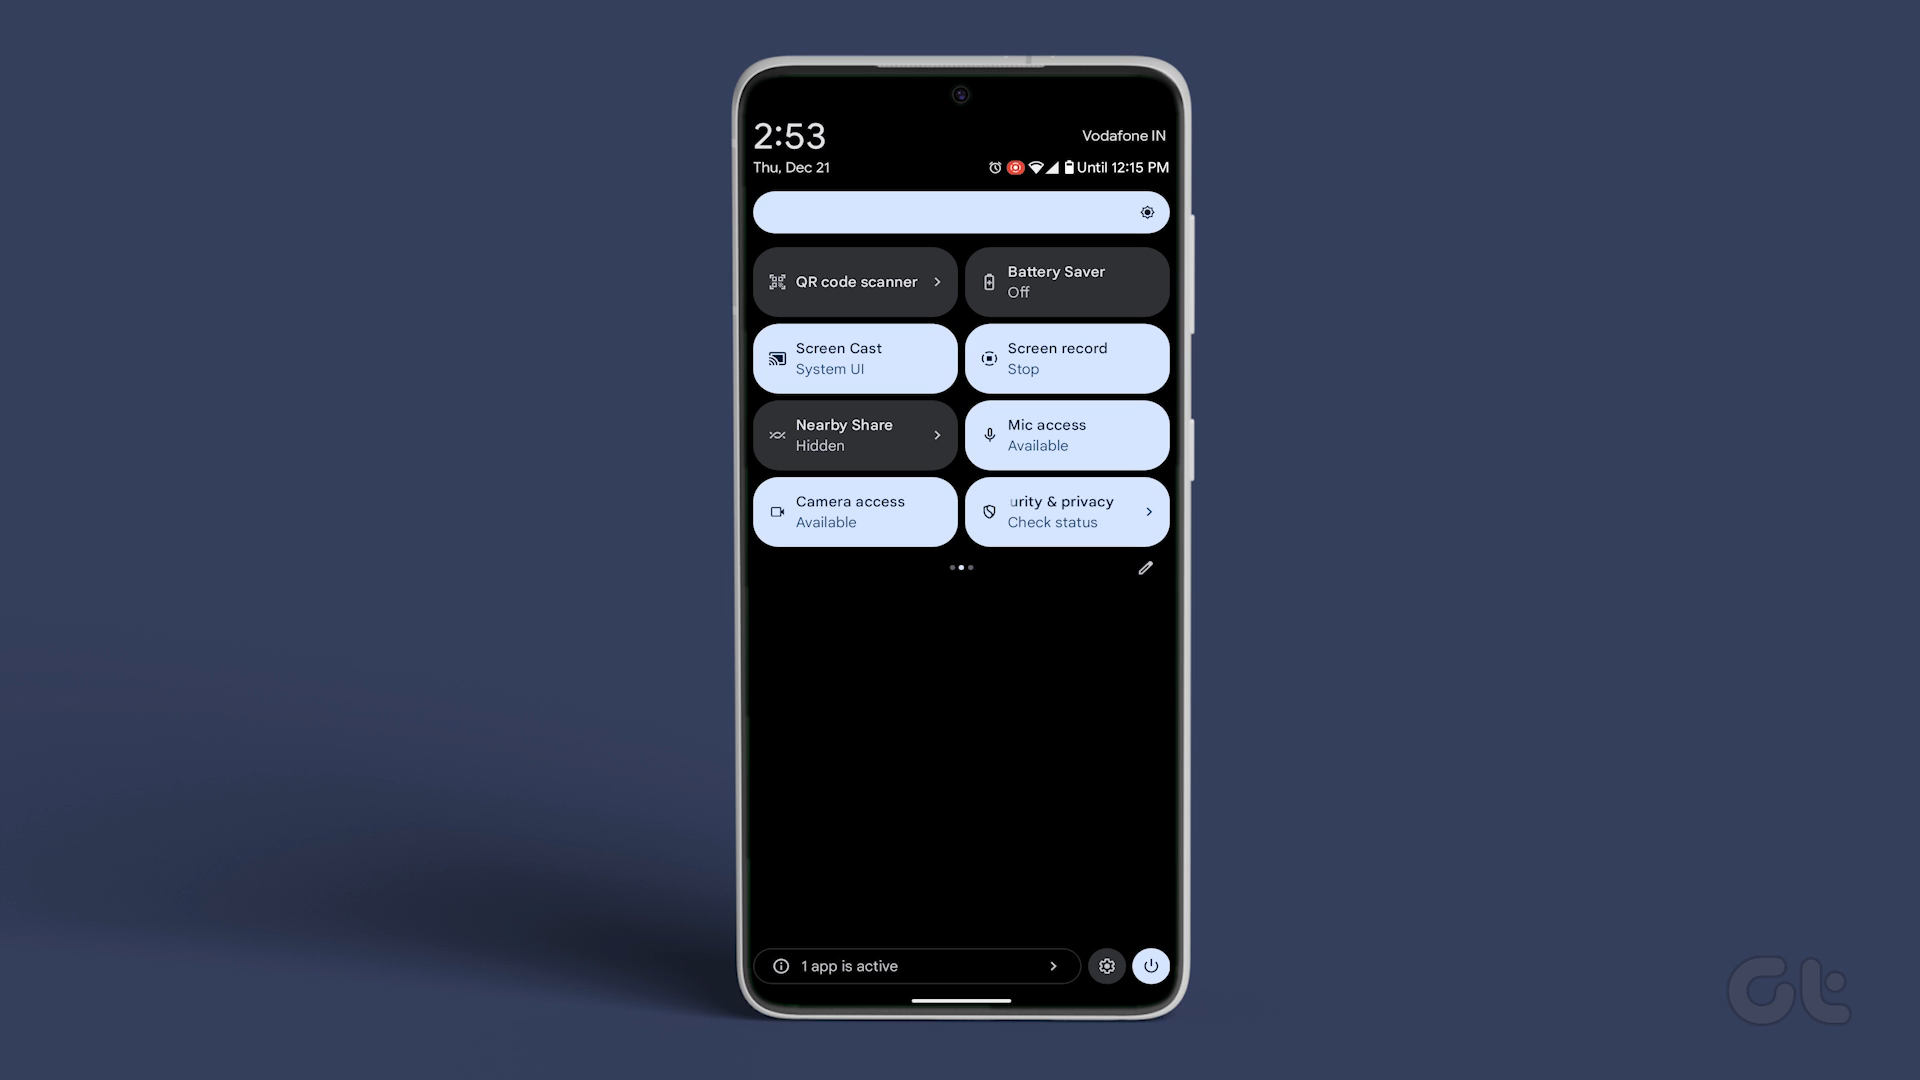 2:53
Vodafone IN
Thu, Dec 21
Until 12:15 PM
QR code scanner
Battery Saver
Off
Screen Cast
System UI
Screen record
Stop
Nearby Share
Hidden
Mic access
Available
Camera access
Available
urity & privacy
Check status
1 app is active
Gt